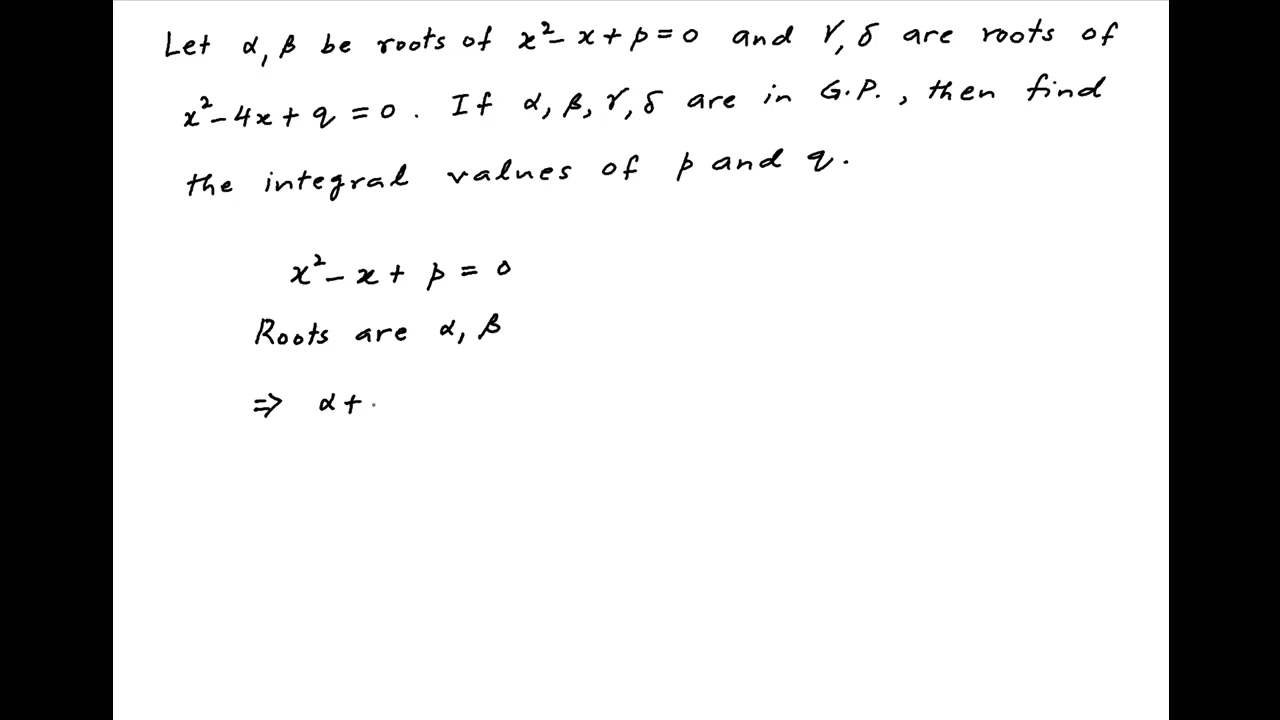 Let α, β be roots of x² - x + p = 0 and γ, δ are roots of
x² - 4x + q = 0 . If α, β, γ, δ are in G.P., then find
the integral values of p and q.
x² - x + p = 0
Roots are α, β
⇒ α +